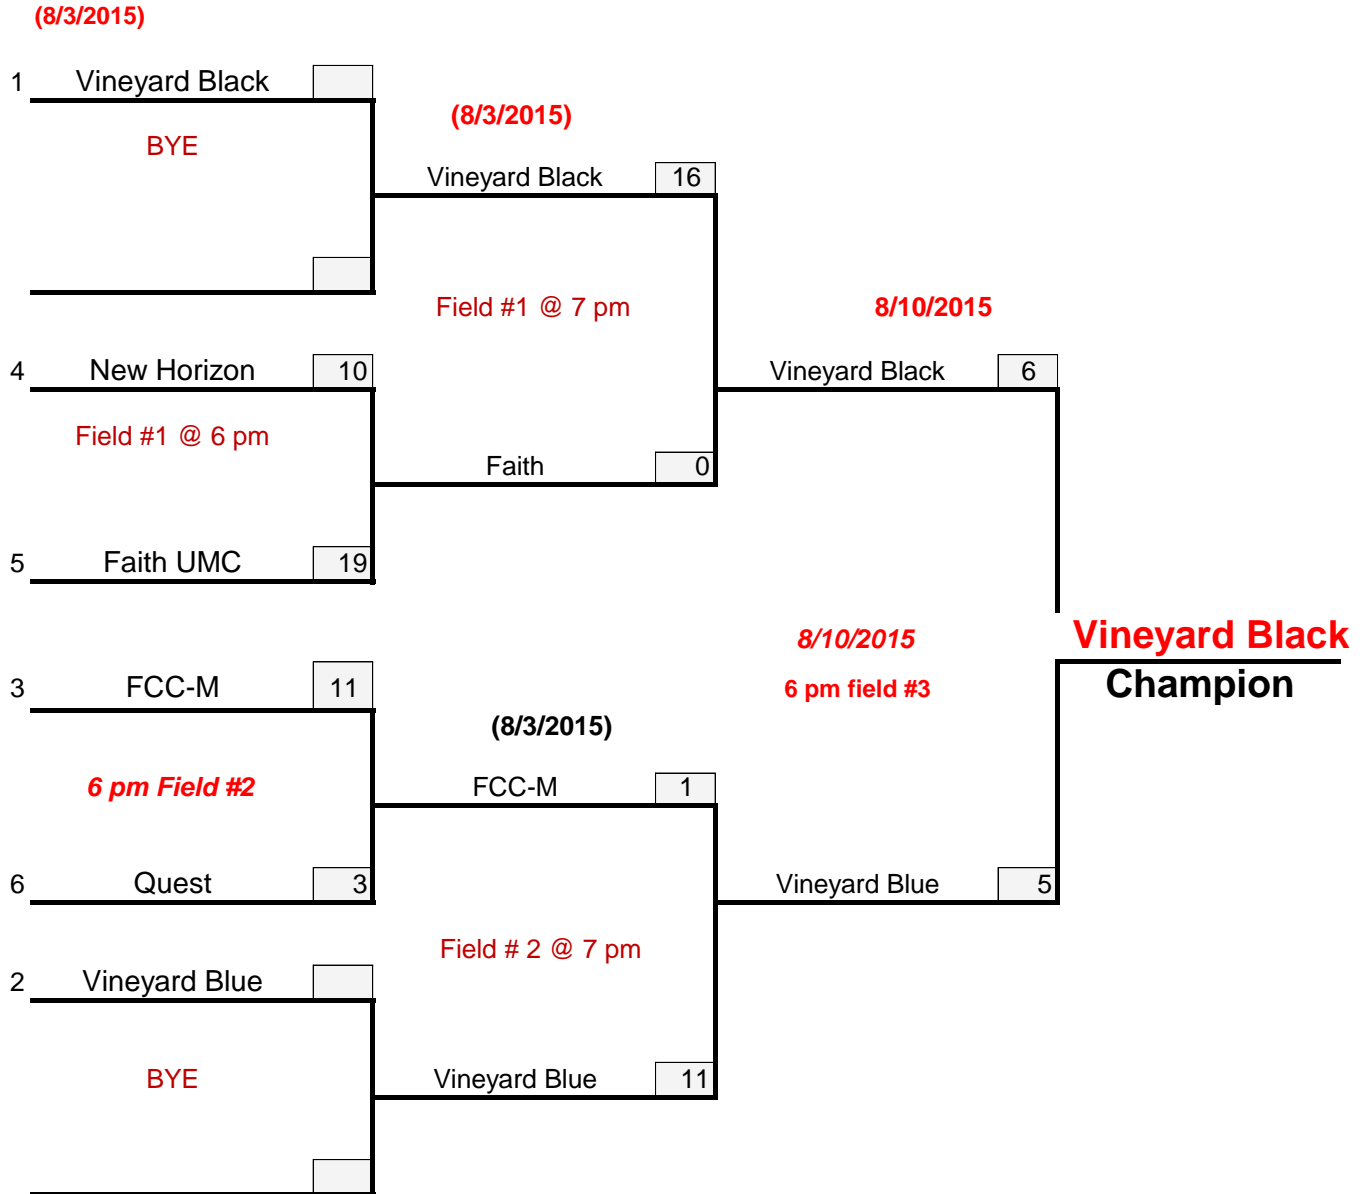 (8/3/2015)
1 Vineyard Black
BYE
(8/3/2015)
Vineyard Black 16
Field #1 @ 7 pm
8/10/2015
4 New Horizon 10
Vineyard Black 6
Field #1 @ 6 pm
Faith 0
5 Faith UMC 19
8/10/2015
Vineyard Black
3 FCC-M 11
6 pm field #3
Champion
(8/3/2015)
6 pm Field #2
FCC-M 1
6 Quest 3
Vineyard Blue 5
Field # 2 @ 7 pm
2 Vineyard Blue
BYE
Vineyard Blue 11